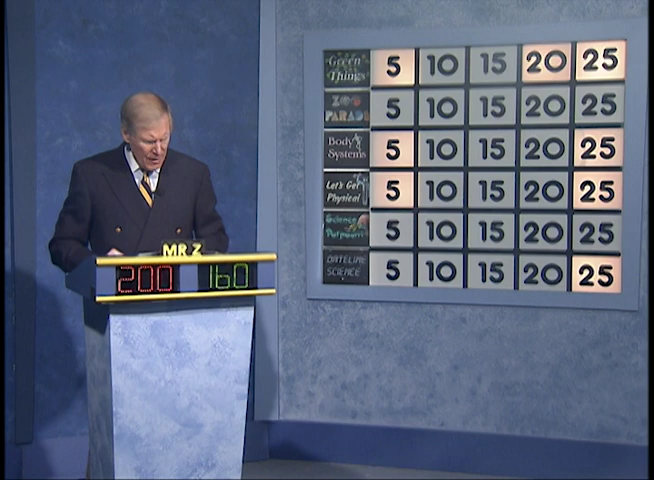 Green Things 5 10 15 20 25
ZOO PARADE 5 10 15 20 25
Body Systems 5 10 15 20 25
Let's Get Physical 5 10 15 20 25
Science Potpourri 5 10 15 20 25
DATELINE SCIENCE 5 10 15 20 25
MR.Z
200 160